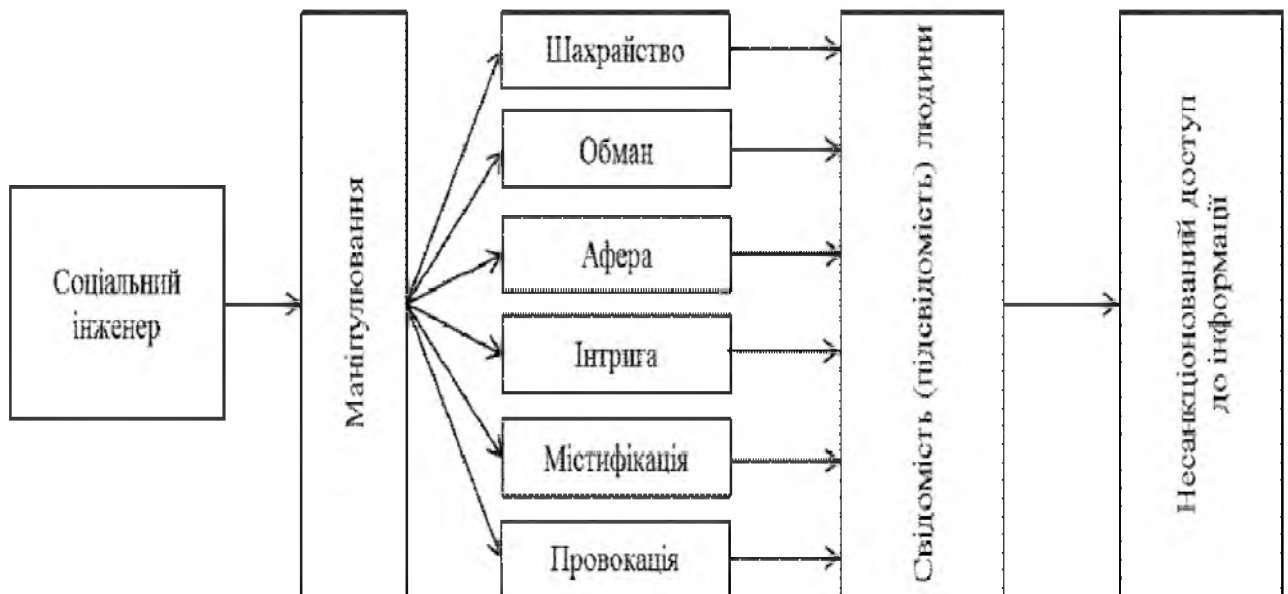 Соціальний
інженер
Маніпулювання
Шахрайство
Обман
Афера
Інтрига
Містифікація
Провокація
Свідомість (підсвідомість) людини
Несанкціонований доступ
до інформації